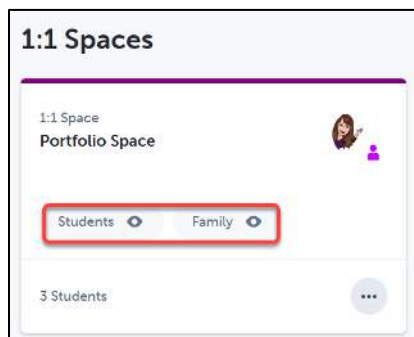 1:1 Spaces
1:1 Space
Portfolio Space
Students Family
3 Students